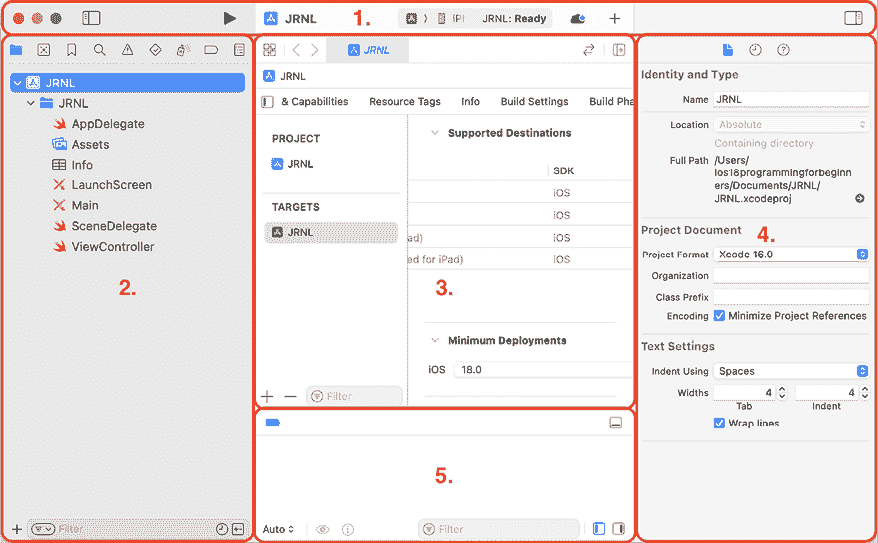 JRNL
1.
iPl
JRNL: Ready
JRNL
JRNL
AppDelegate
Assets
Info
LaunchScreen
Main
SceneDelegate
ViewController
2.
Filter
JRNL
JRNL
& Capabilities
Resource Tags
Info
Build Settings
Build Pha
PROJECT
JRNL
TARGETS
JRNL
Supported Destinations
SDK
iOS
iOS
ad)
iOS
ed for iPad)
iOS
3.
Minimum Deployments
iOS
18.0
Filter
Identity and Type
Name
JRNL
Location
Absolute
Containing directory
Full Path
/Users/
ios18programmingforbeginn
ers/Documents/JRNL/
JRNL.xcodeproj
Project Document
4.
Project Format
Xcode 16.0
Organization
Class Prefix
Encoding
Minimize Project References
Text Settings
Indent Using
Spaces
Widths
4
4
Tab
Indent
Wrap lines
5.
Auto
Filter